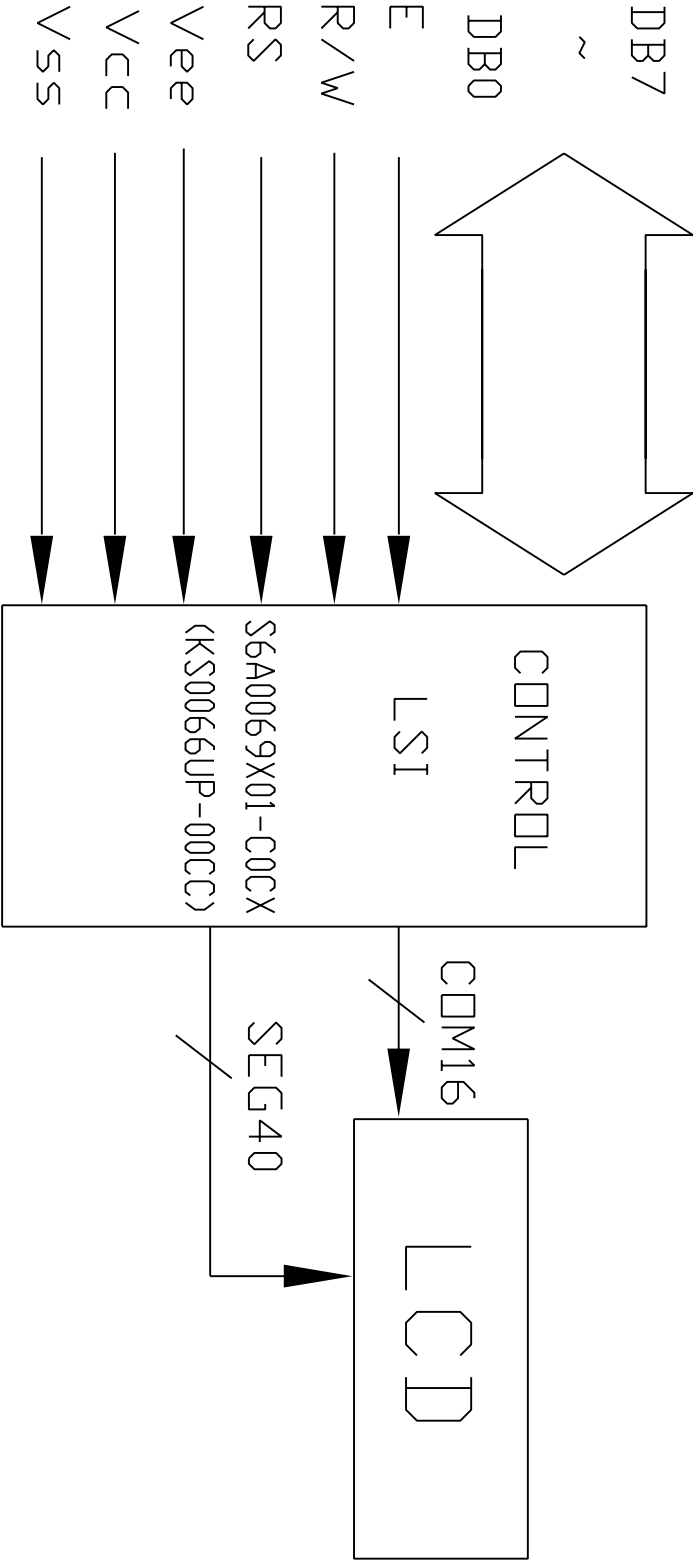 DB7
~
DB0
E
R/W
RS
Vee
Vcc
Vss
CONTROL
LSI
S6A0069X01-C0CX
(KS0066UP-00CC)
COM16
SEG40
LCD